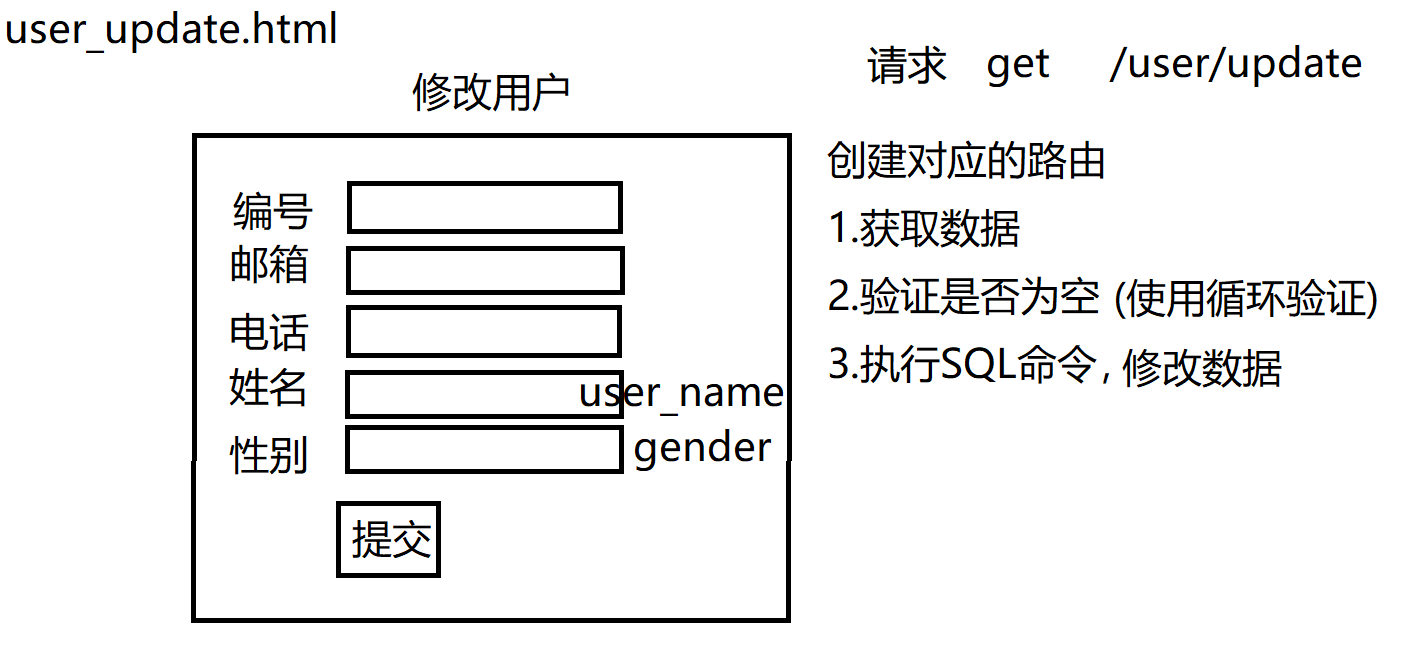 user_update.html
修改用户
编号
邮箱
电话
姓名 user_name
性别 gender
提交
请求 get /user/update
创建对应的路由
1.获取数据
2.验证是否为空 (使用循环验证)
3.执行SQL命令, 修改数据